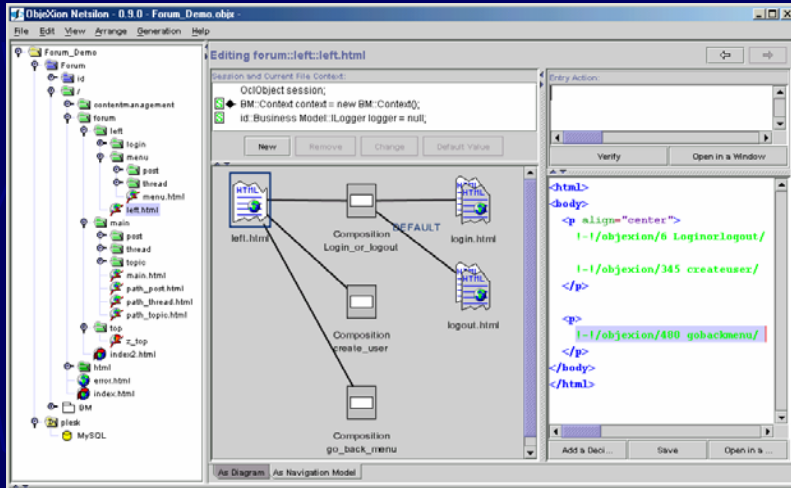 ObjeXion Netsilon - 0.9.0 - Forum_Demo.objx -
File Edit View Arrange Generation Help
Forum_Demo
Forum
id
/
contentmanagement
forum
left
login
menu
post
thread
menu.html
left.html
main
post
thread
topic
main.html
path_post.html
path_thread.html
path_topic.html
top
z_top
index2.html
html
error.html
index.html
BM
plesk
MySQL
Editing forum::left::left.html
Session and Current File Context:
OclObject session;
BM::Context context = new BM::Context();
id::Business Model::ILogger logger = null;
New Remove Change Default Value
HTML
left.html
Composition
Login_or_logout
DEFAULT
HTML
login.html
HTML
logout.html
Composition
create_user
Composition
go_back_menu
As Diagram As Navigation Model
Entry Action:
Verify Open in a Window
<html>
<body>
<p align="center">
!-!/objexion/6 Loginorlogout/
!-!/objexion/345 createuser/
</p>
<p>
!-!/objexion/480 gobackmenu/
</p>
</body>
</html>
Add a Deci... Save Open in a ...